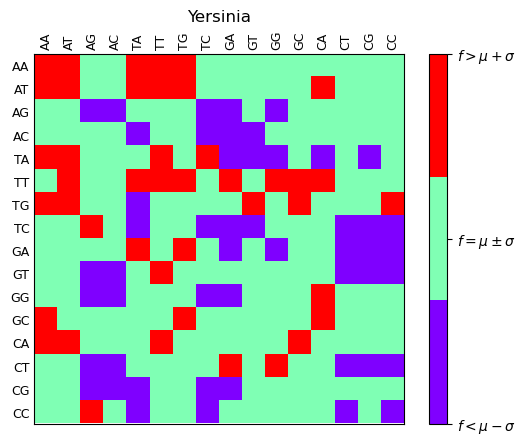 Yersinia
AA AT AG AC TA TT TG TC GA GT GG GC CA CT CG CC
AA
AT
AG
AC
TA
TT
TG
TC
GA
GT
GG
GC
CA
CT
CG
CC
f > μ + σ
f = μ ± σ
f < μ − σ